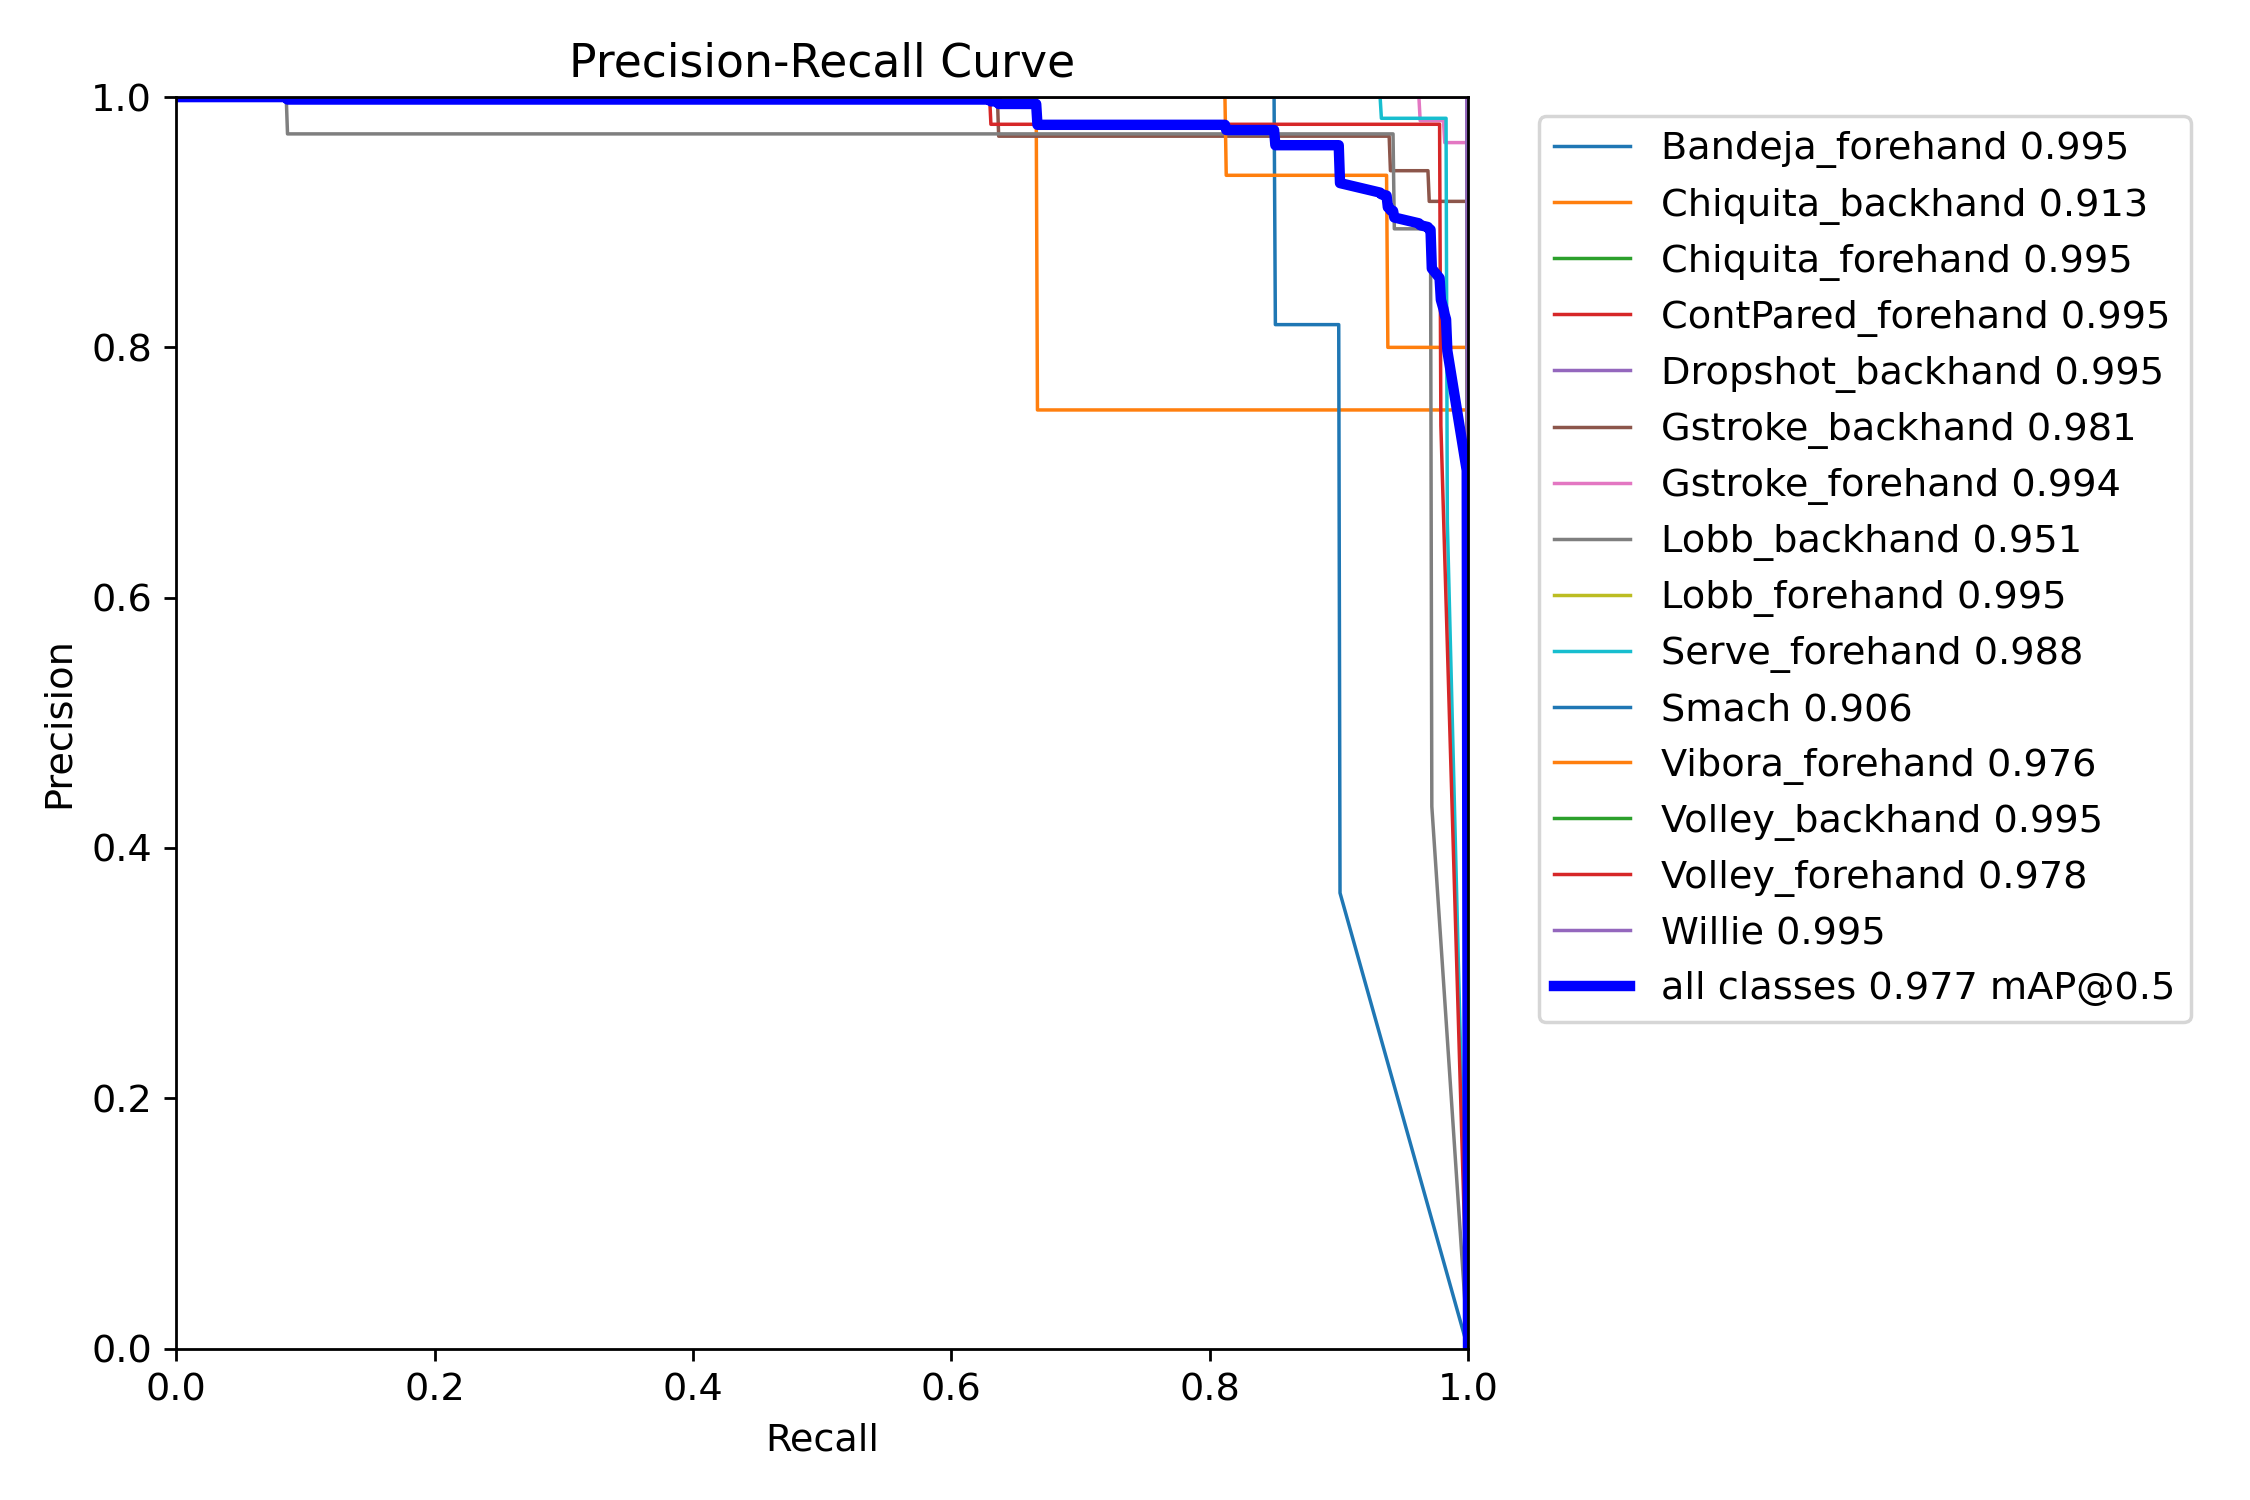 Precision-Recall Curve
1.0
0.8
0.6
0.4
0.2
0.0
Precision
0.0 0.2 0.4 0.6 0.8 1.0
Recall
Bandeja_forehand 0.995
Chiquita_backhand 0.913
Chiquita_forehand 0.995
ContPared_forehand 0.995
Dropshot_backhand 0.995
Gstroke_backhand 0.981
Gstroke_forehand 0.994
Lobb_backhand 0.951
Lobb_forehand 0.995
Serve_forehand 0.988
Smach 0.906
Vibora_forehand 0.976
Volley_backhand 0.995
Volley_forehand 0.978
Willie 0.995
all classes 0.977 mAP@0.5